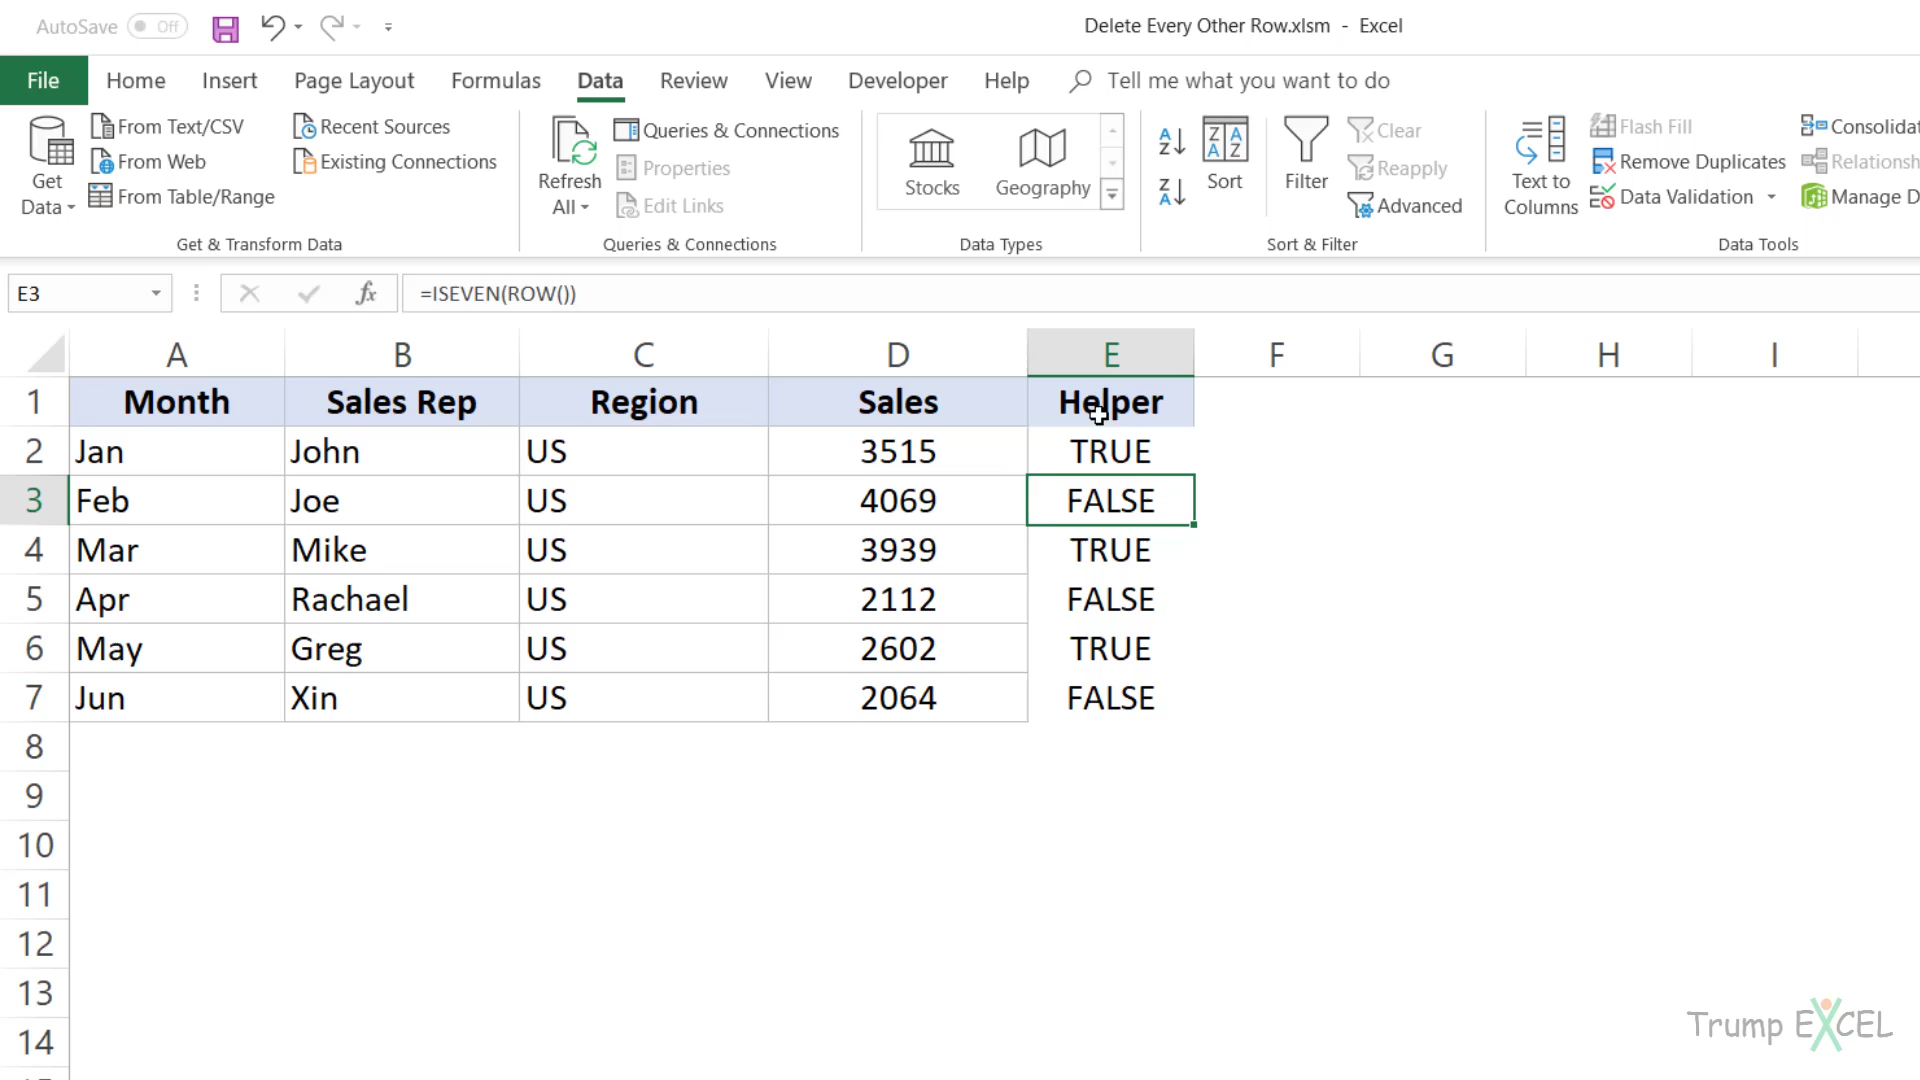 AutoSave Off Delete Every Other Row.xlsm - Excel
File Home Insert Page Layout Formulas Data Review View Developer Help Tell me what you want to do
Get Data
From Text/CSV
From Web
From Table/Range
Recent Sources
Existing Connections
Get & Transform Data
Refresh All
Queries & Connections
Properties
Edit Links
Queries & Connections
Stocks Geography
Data Types
Sort
Filter
Clear
Reapply
Advanced
Sort & Filter
Text to Columns
Flash Fill
Remove Duplicates
Data Validation
Consolidat
Relationsh
Manage D
Data Tools
E3 fx =ISEVEN(ROW())
A B C D E F G H I
1 Month Sales Rep Region Sales Helper
2 Jan John US 3515 TRUE
3 Feb Joe US 4069 FALSE
4 Mar Mike US 3939 TRUE
5 Apr Rachael US 2112 FALSE
6 May Greg US 2602 TRUE
7 Jun Xin US 2064 FALSE
8
9
10
11
12
13
14
Trump EXCEL